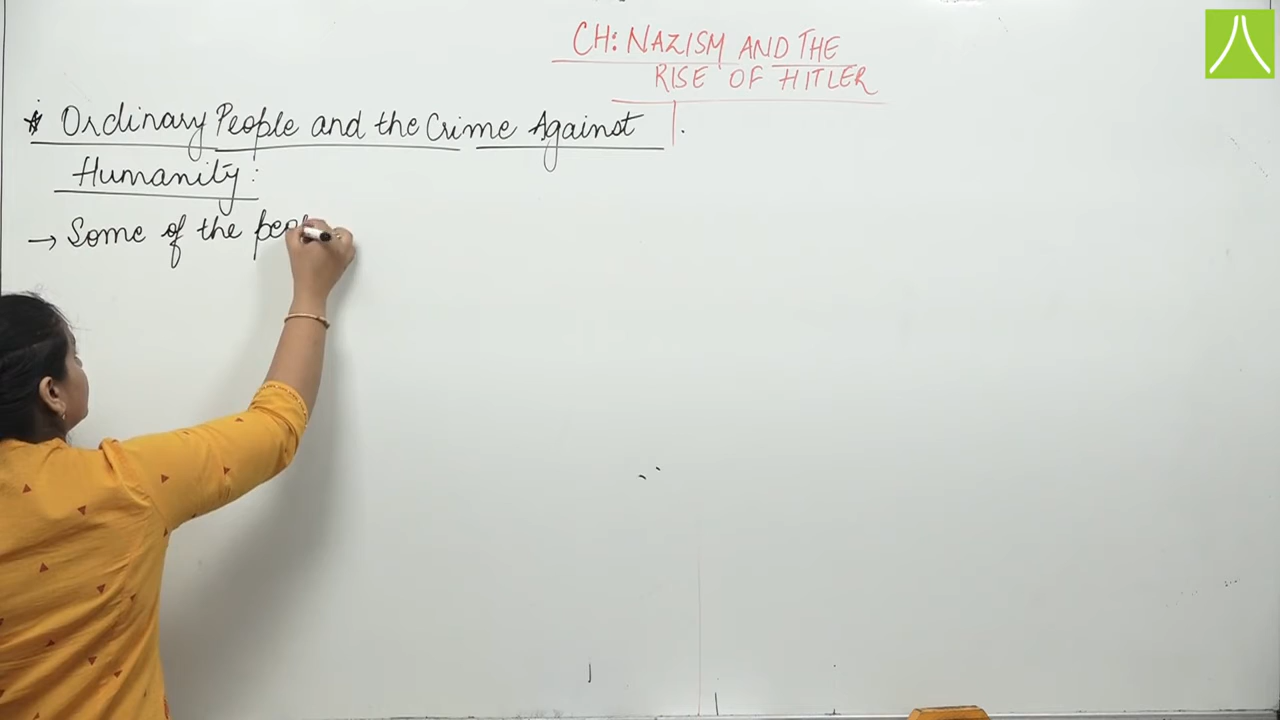 CH: NAZISM AND THE
RISE OF HITLER
* Ordinary People and the Crime Against
Humanity:
→ Some of the